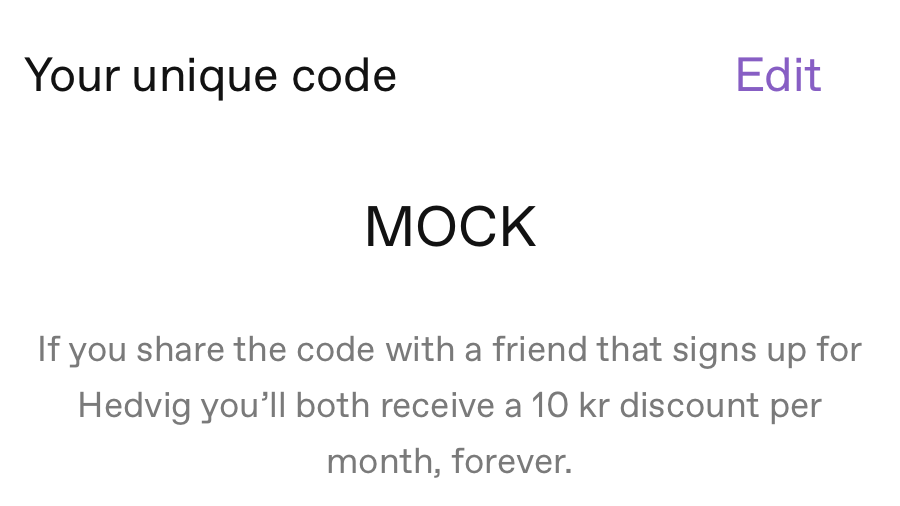 Your unique code
Edit
MOCK
If you share the code with a friend that signs up for
Hedvig you’ll both receive a 10 kr discount per
month, forever.